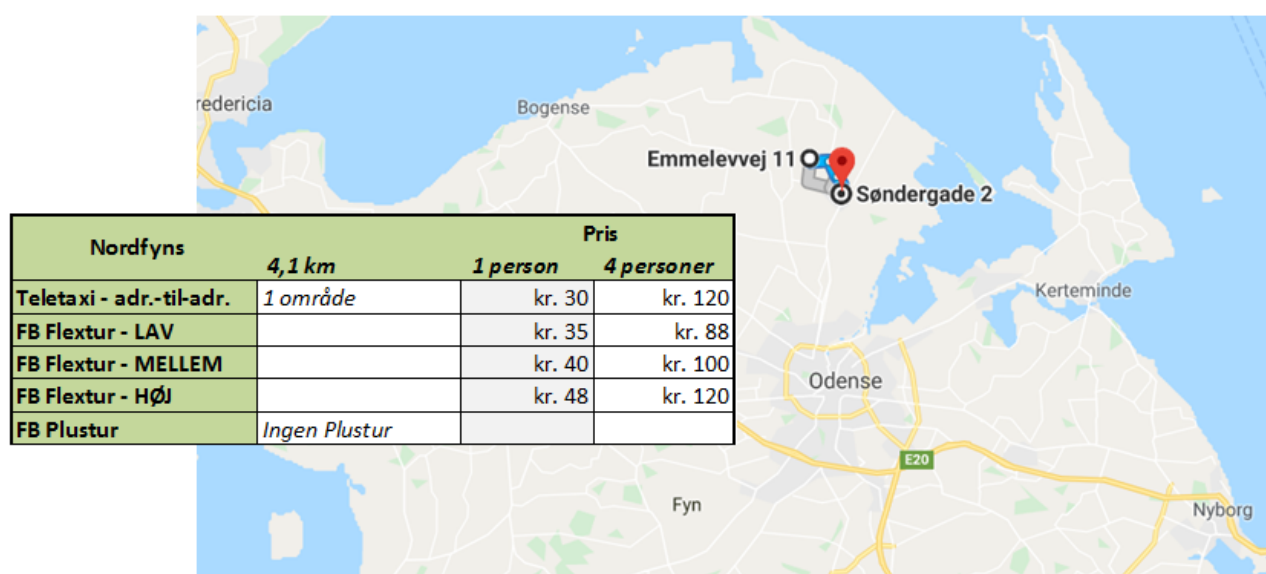 redericia
Bogense
Emmelevvej 11
Søndergade 2
Nordfyns Pris
4,1 km 1 person 4 personer
Teletaxi - adr.-til-adr. 1 område kr. 30 kr. 120
FB Flextur - LAV kr. 35 kr. 88
FB Flextur - MELLEM kr. 40 kr. 100
FB Flextur - HØJ kr. 48 kr. 120
FB Plustur Ingen Plustur
Kerteminde
Odense
E20
Fyn
Nyborg